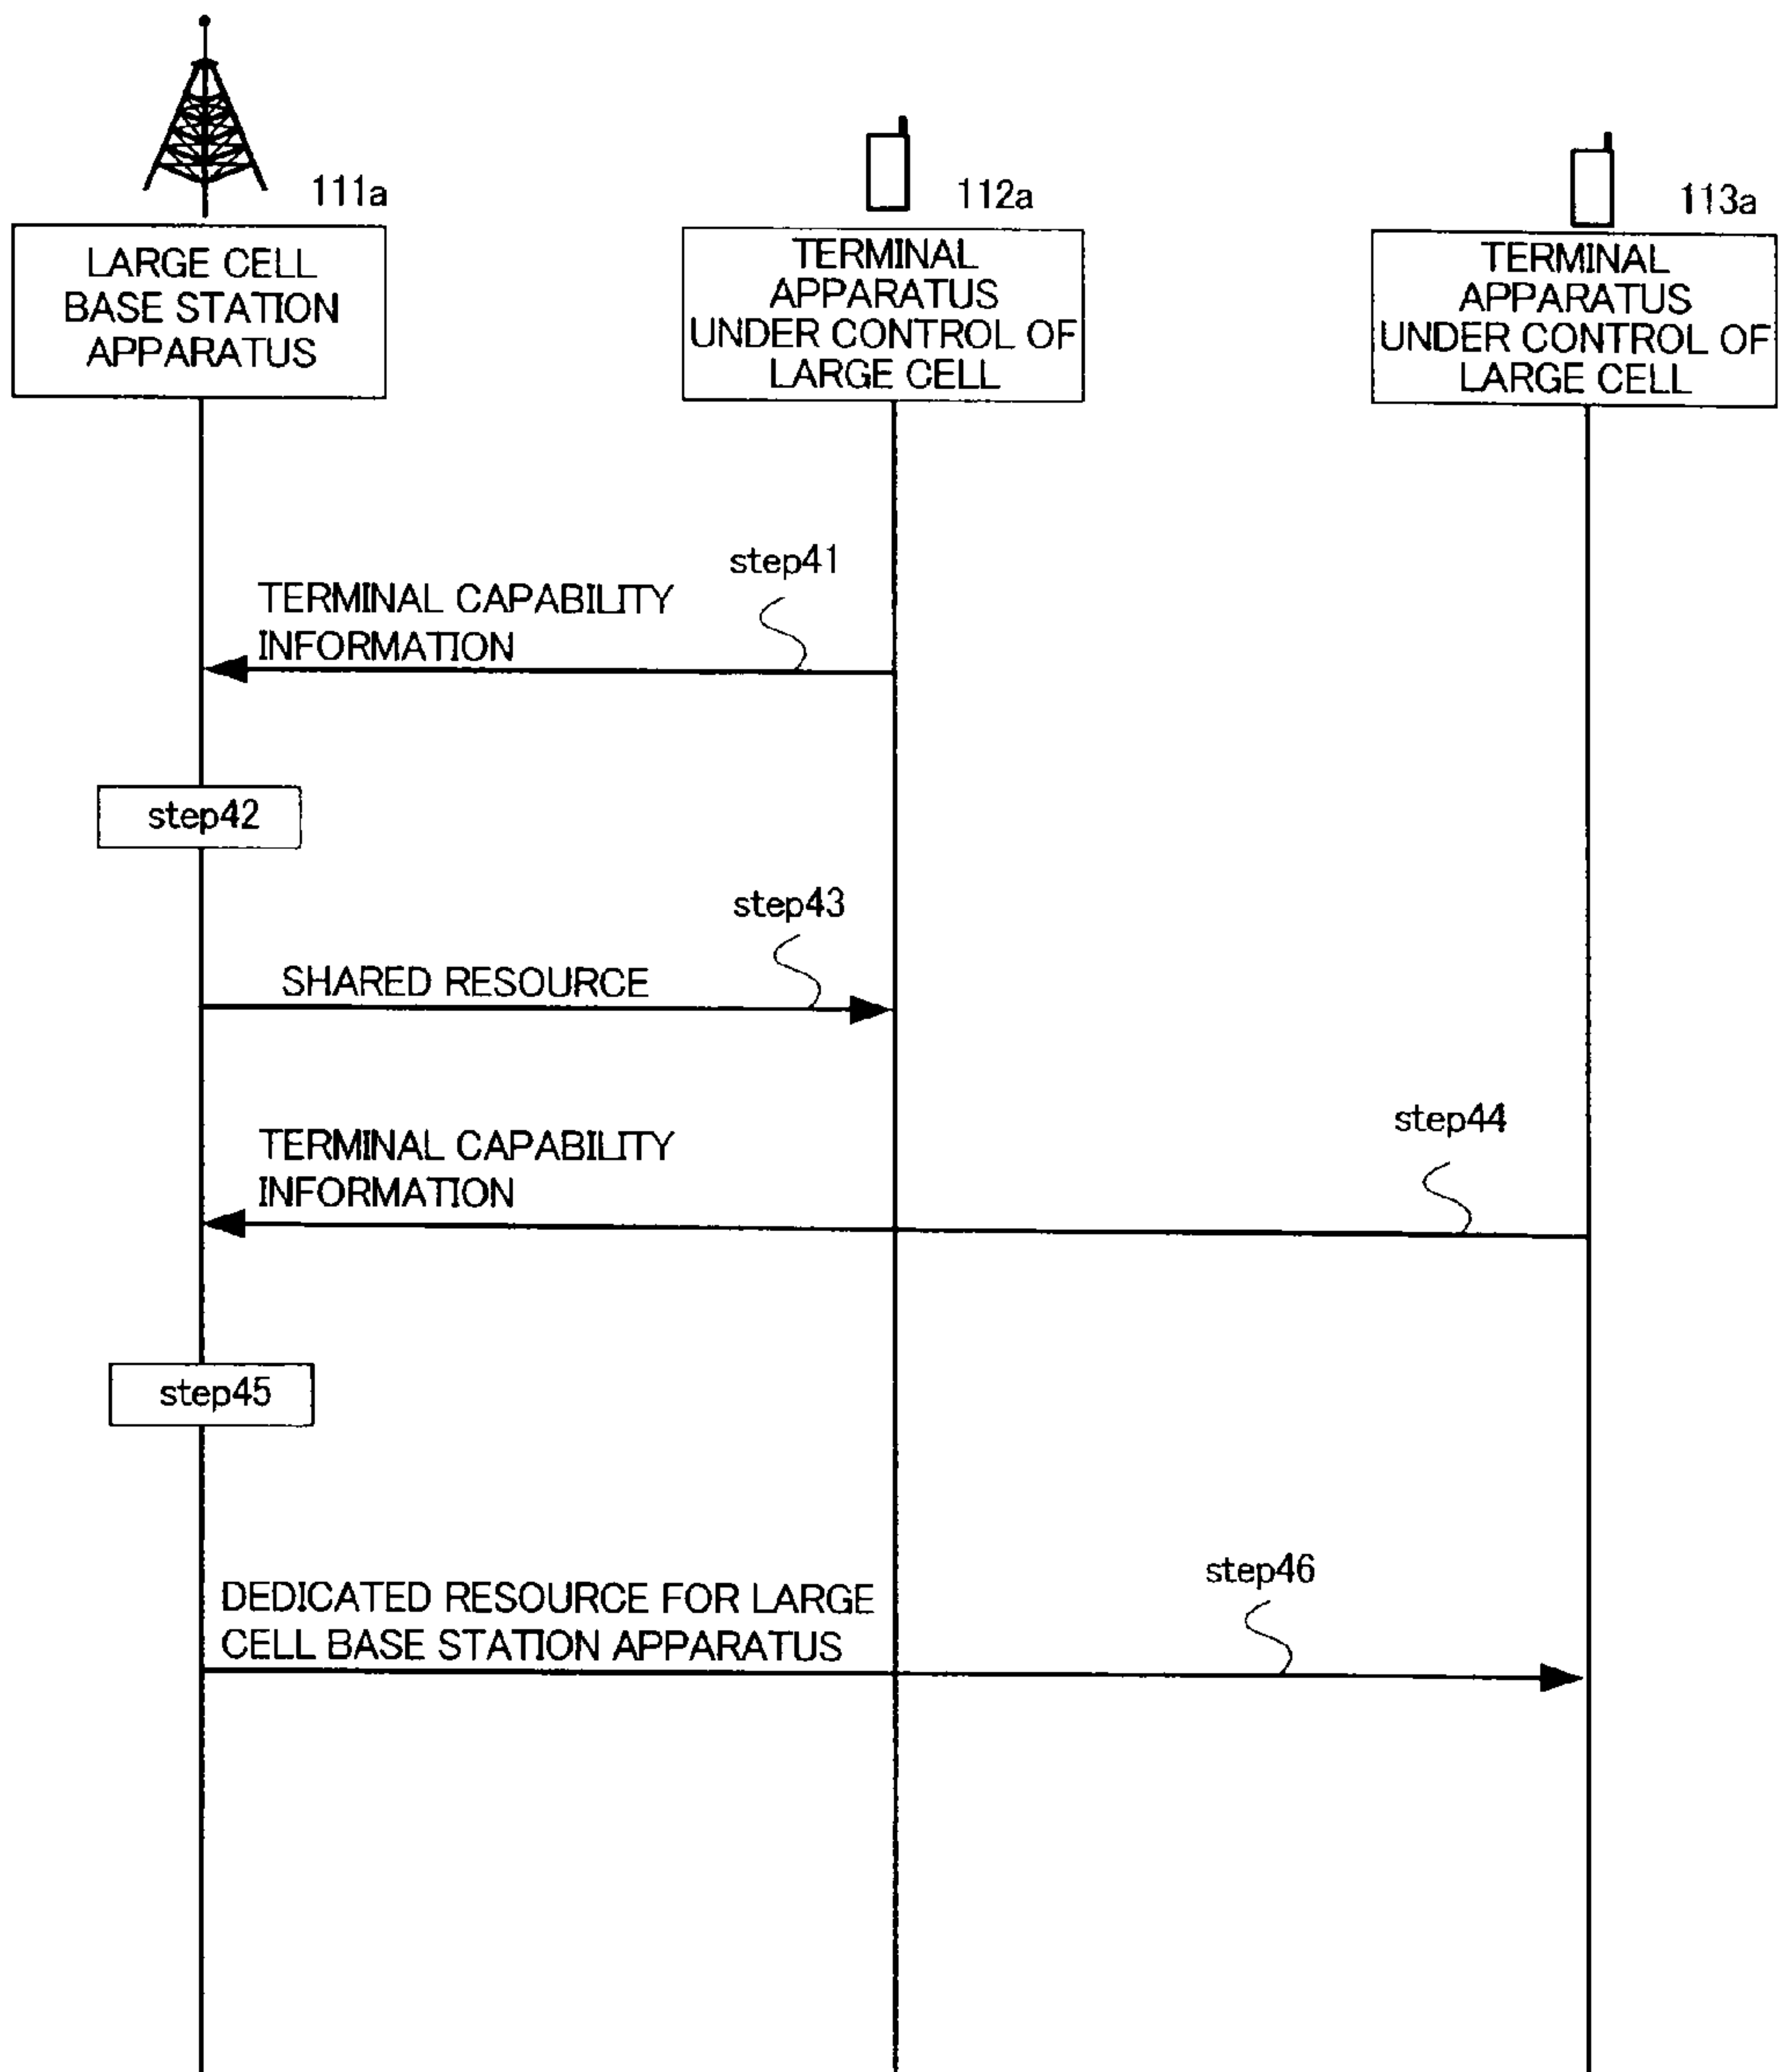 111a
LARGE CELL
BASE STATION
APPARATUS
112a
TERMINAL
APPARATUS
UNDER CONTROL OF
LARGE CELL
113a
TERMINAL
APPARATUS
UNDER CONTROL OF
LARGE CELL
step41
TERMINAL CAPABILITY
INFORMATION
step42
step43
SHARED RESOURCE
step44
TERMINAL CAPABILITY
INFORMATION
step45
step46
DEDICATED RESOURCE FOR LARGE
CELL BASE STATION APPARATUS